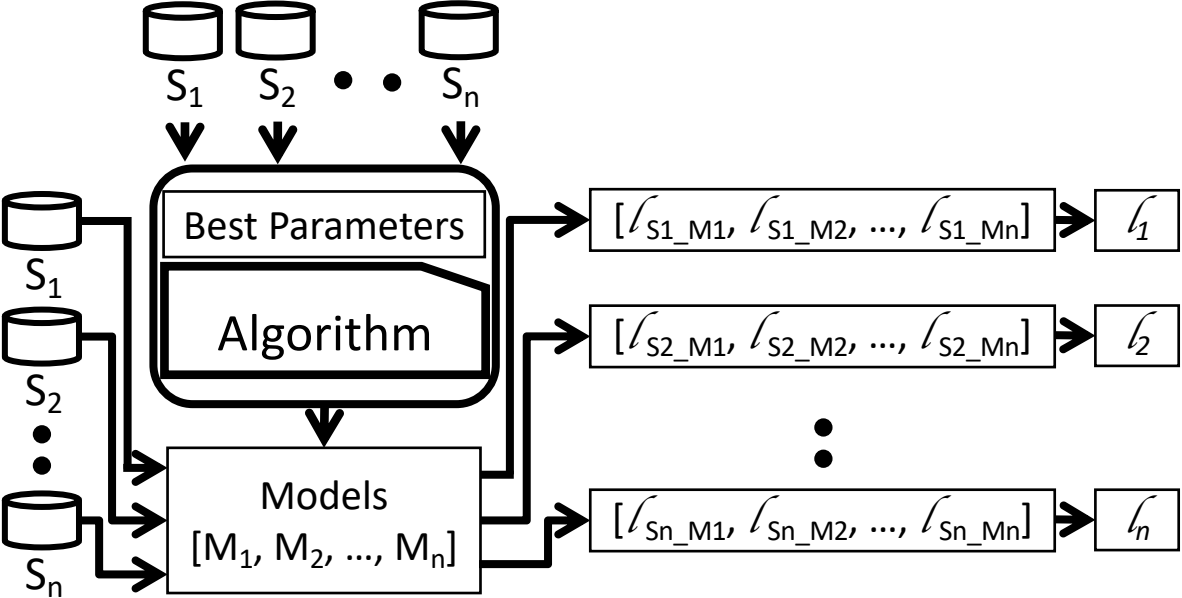 S₁ S₂ • • Sₙ
Best Parameters
Algorithm
S₁
S₂
Sₙ
Models
[M₁, M₂, ..., Mₙ]
[𝓁S1_M1, 𝓁S1_M2, ..., 𝓁S1_Mn] 𝓁₁
[𝓁S2_M1, 𝓁S2_M2, ..., 𝓁S2_Mn] 𝓁₂
[𝓁Sn_M1, 𝓁Sn_M2, ..., 𝓁Sn_Mn] 𝓁ₙ